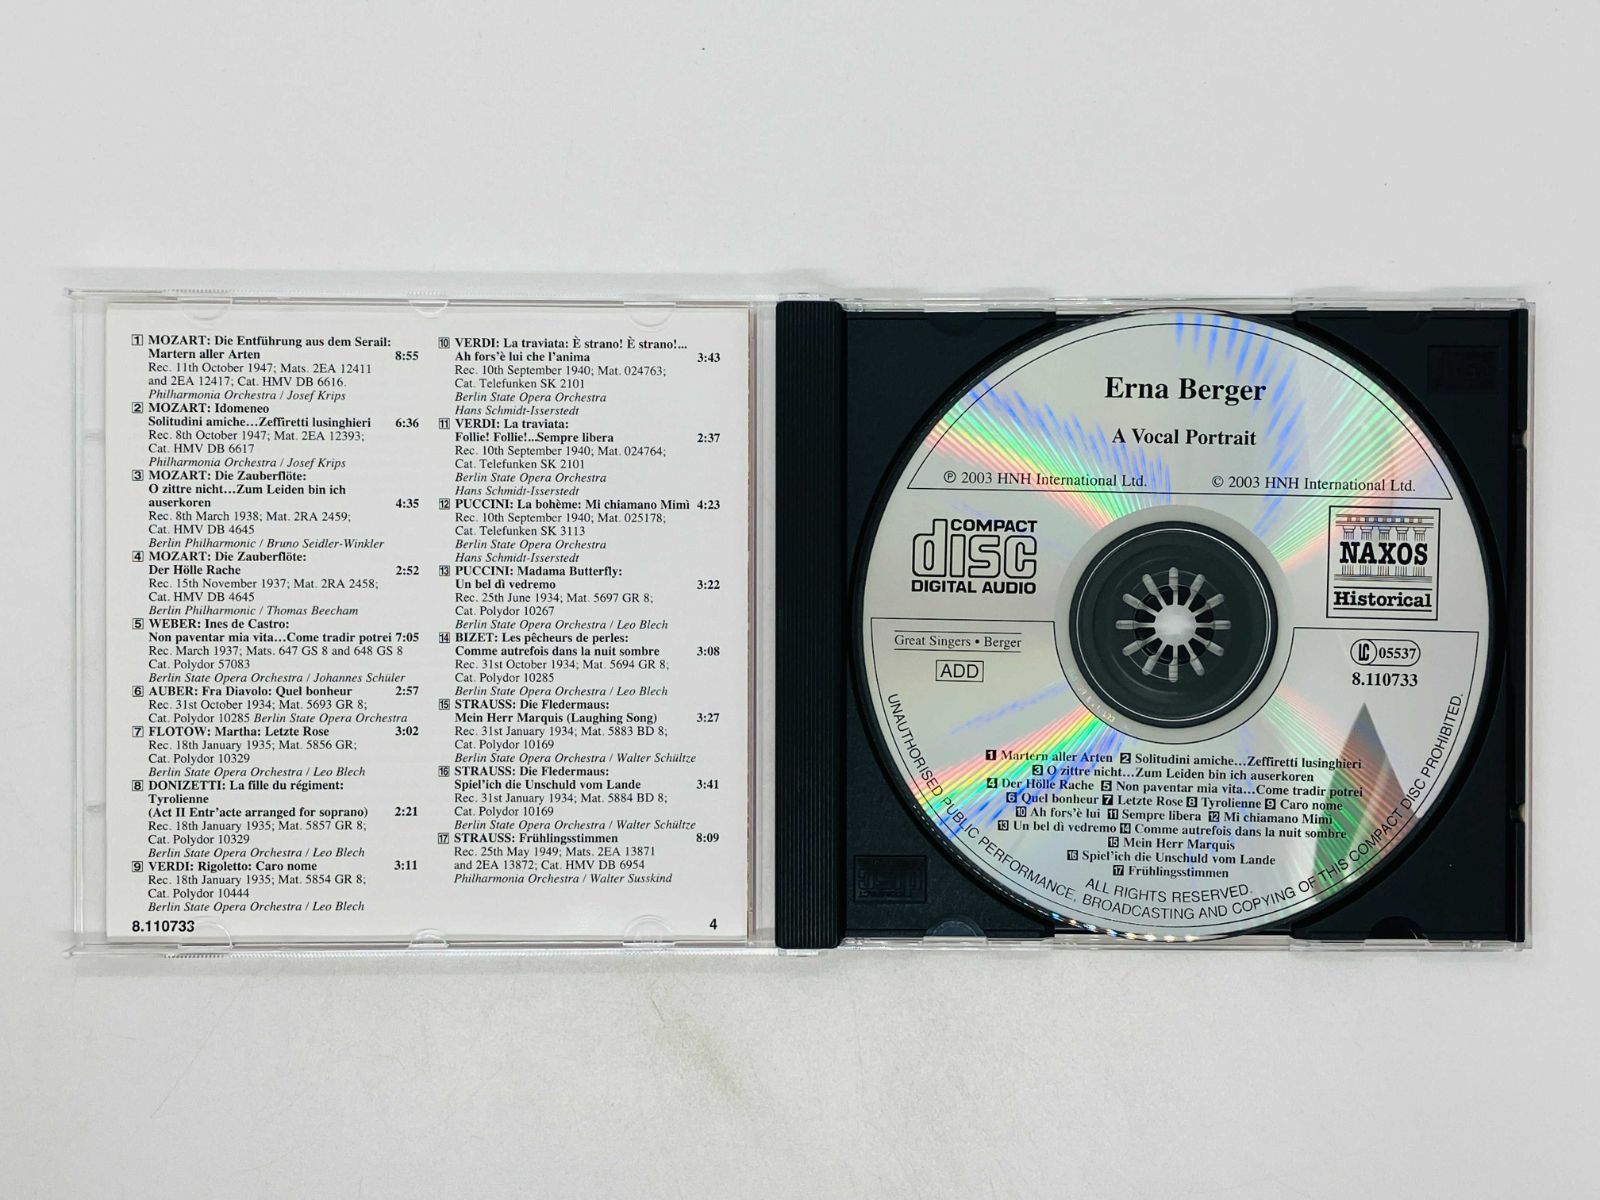 1 MOZART: Die Entführung aus dem Serail:
Martern aller Arten 8:55
Rec. 11th October 1947; Mats. 2EA 12411
and 2EA 12417; Cat. HMV DB 6616.
Philharmonia Orchestra / Josef Krips
2 MOZART: Idomeneo
Solitudini amiche...Zeffiretti lusinghieri 6:36
Rec. 8th October 1947; Mat. 2EA 12393;
Cat. HMV DB 6617
Philharmonia Orchestra / Josef Krips
3 MOZART: Die Zauberflöte:
O zittre nicht...Zum Leiden bin ich
auserkoren 4:35
Rec. 8th March 1938; Mat. 2RA 2459;
Cat. HMV DB 4645
Berlin Philharmonic / Bruno Seidler-Winkler
4 MOZART: Die Zauberflöte:
Der Hölle Rache 2:52
Rec. 15th November 1937; Mat. 2RA 2458;
Cat. HMV DB 4645
Berlin Philharmonic / Thomas Beecham
5 WEBER: Ines de Castro:
Non paventar mia vita...Come tradir potrei 7:05
Rec. March 1937; Mats. 647 GS 8 and 648 GS 8
Cat. Polydor 57083
Berlin State Opera Orchestra / Johannes Schüler
6 AUBER: Fra Diavolo: Quel bonheur 2:57
Rec. 31st October 1934; Mat. 5693 GR 8;
Cat. Polydor 10285 Berlin State Opera Orchestra
7 FLOTOW: Martha: Letzte Rose 3:02
Rec. 18th January 1935; Mat. 5856 GR;
Cat. Polydor 10329
Berlin State Opera Orchestra / Leo Blech
8 DONIZETTI: La fille du régiment:
Tyrolienne
(Act II Entr'acte arranged for soprano) 2:21
Rec. 18th January 1935; Mat. 5857 GR 8;
Cat. Polydor 10329
Berlin State Opera Orchestra / Leo Blech
9 VERDI: Rigoletto: Caro nome 3:11
Rec. 18th January 1935; Mat. 5854 GR 8;
Cat. Polydor 10444
Berlin State Opera Orchestra / Leo Blech
10 VERDI: La traviata: È strano! È strano!...
Ah fors'è lui che l'anima 3:43
Rec. 10th September 1940; Mat. 024763;
Cat. Telefunken SK 2101
Berlin State Opera Orchestra
Hans Schmidt-Isserstedt
11 VERDI: La traviata:
Follie! Follie!...Sempre libera 2:37
Rec. 10th September 1940; Mat. 024764;
Cat. Telefunken SK 2101
Berlin State Opera Orchestra
Hans Schmidt-Isserstedt
12 PUCCINI: La bohème: Mi chiamano Mimì 4:23
Rec. 10th September 1940; Mat. 025178;
Cat. Telefunken SK 3113
Berlin State Opera Orchestra
Hans Schmidt-Isserstedt
13 PUCCINI: Madama Butterfly:
Un bel dì vedremo 3:22
Rec. 25th June 1934; Mat. 5697 GR 8;
Cat. Polydor 10267
Berlin State Opera Orchestra / Leo Blech
14 BIZET: Les pêcheurs de perles:
Comme autrefois dans la nuit sombre 3:08
Rec. 31st October 1934; Mat. 5694 GR 8;
Cat. Polydor 10285
Berlin State Opera Orchestra / Leo Blech
15 STRAUSS: Die Fledermaus:
Mein Herr Marquis (Laughing Song) 3:27
Rec. 31st January 1934; Mat. 5883 BD 8;
Cat. Polydor 10169
Berlin State Opera Orchestra / Walter Schültze
16 STRAUSS: Die Fledermaus:
Spiel'ich die Unschuld vom Lande 3:41
Rec. 31st January 1934; Mat. 5884 BD 8;
Cat. Polydor 10169
Berlin State Opera Orchestra / Walter Schültze
17 STRAUSS: Frühlingsstimmen 8:09
Rec. 25th May 1949; Mats. 2EA 13871
and 2EA 13872; Cat. HMV DB 6954
Philharmonia Orchestra / Walter Susskind
8.110733 4
Erna Berger
A Vocal Portrait
℗ 2003 HNH International Ltd. © 2003 HNH International Ltd.
COMPACT
disc
DIGITAL AUDIO
NAXOS
Historical
Great Singers • Berger
ADD
LC 05537
8.110733
1 Martern aller Arten 2 Solitudini amiche...Zeffiretti lusinghieri
3 O zittre nicht...Zum Leiden bin ich auserkoren
4 Der Hölle Rache 5 Non paventar mia vita...Come tradir potrei
6 Quel bonheur 7 Letzte Rose 8 Tyrolienne 9 Caro nome
10 Ah fors'è lui 11 Sempre libera 12 Mi chiamano Mimì
13 Un bel dì vedremo 14 Comme autrefois dans la nuit sombre
15 Mein Herr Marquis
16 Spiel'ich die Unschuld vom Lande
17 Frühlingsstimmen
ALL RIGHTS RESERVED.
UNAUTHORISED PUBLIC PERFORMANCE, BROADCASTING AND COPYING OF THIS COMPACT DISC PROHIBITED.